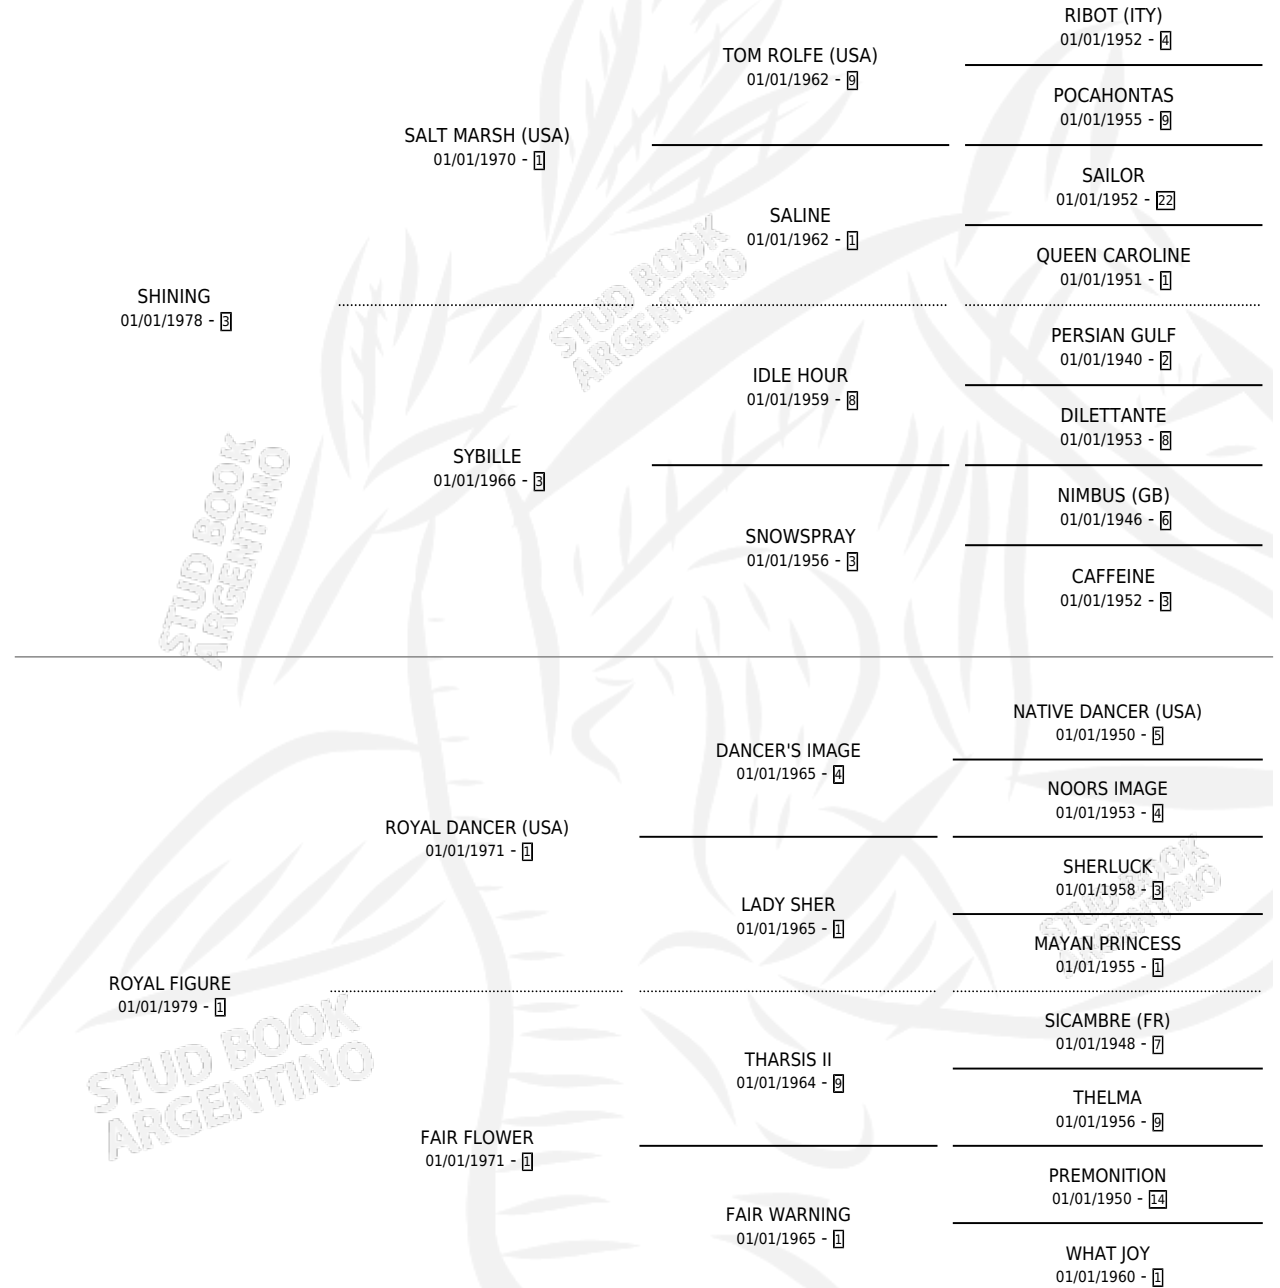 RIBOT (ITY)
01/01/1952 - 4
TOM ROLFE (USA)
01/01/1962 - 9
POCAHONTAS
01/01/1955 - 9
SALT MARSH (USA)
01/01/1970 - 1
SAILOR
01/01/1952 - 22
SALINE
01/01/1962 - 1
QUEEN CAROLINE
01/01/1951 - 1
STUD BOOK
ARGENTINO
SHINING
01/01/1978 - 3
PERSIAN GULF
01/01/1940 - 2
IDLE HOUR
01/01/1959 - 8
DILETTANTE
01/01/1953 - 8
SYBILLE
01/01/1966 - 3
NIMBUS (GB)
01/01/1946 - 6
SNOWSPRAY
01/01/1956 - 3
CAFFEINE
01/01/1952 - 3
STUD BOOK
ARGENTINO
NATIVE DANCER (USA)
01/01/1950 - 5
DANCER'S IMAGE
01/01/1965 - 4
NOORS IMAGE
01/01/1953 - 4
ROYAL DANCER (USA)
01/01/1971 - 1
SHERLUCK
01/01/1958 - 3
LADY SHER
01/01/1965 - 1
MAYAN PRINCESS
01/01/1955 - 1
STUD BOOK
ARGENTINO
ROYAL FIGURE
01/01/1979 - 1
SICAMBRE (FR)
01/01/1948 - 7
THARSIS II
01/01/1964 - 9
THELMA
01/01/1956 - 9
STUD BOOK
ARGENTINO
FAIR FLOWER
01/01/1971 - 1
PREMONITION
01/01/1950 - 14
FAIR WARNING
01/01/1965 - 1
WHAT JOY
01/01/1960 - 1